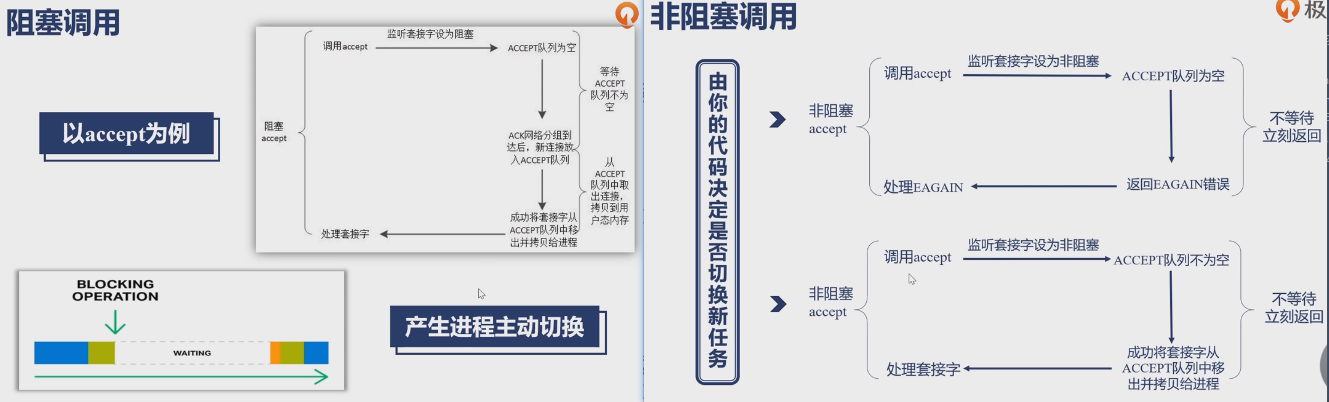 阻塞调用
以accept为例
阻塞
accept
调用accept
监听套接字设为阻塞
ACCEPT队列为空
等待
ACCEPT
队列不为
空
ACK网络分组到
达后，新连接放
入ACCEPT队列
从
ACCEPT
队列中取
出连接，
拷贝到用
户态内存
成功将套接字从
ACCEPT队列中移
出并拷贝给进程
处理套接字
BLOCKING
OPERATION
WAITING
产生进程主动切换
非阻塞调用
极
由你的代码决定是否切换新任务
非阻塞
accept
调用accept
监听套接字设为非阻塞
ACCEPT队列为空
返回EAGAIN错误
处理EAGAIN
不等待
立刻返回
非阻塞
accept
调用accept
监听套接字设为非阻塞
ACCEPT队列不为空
成功将套接字从
ACCEPT队列中移
出并拷贝给进程
处理套接字
不等待
立刻返回